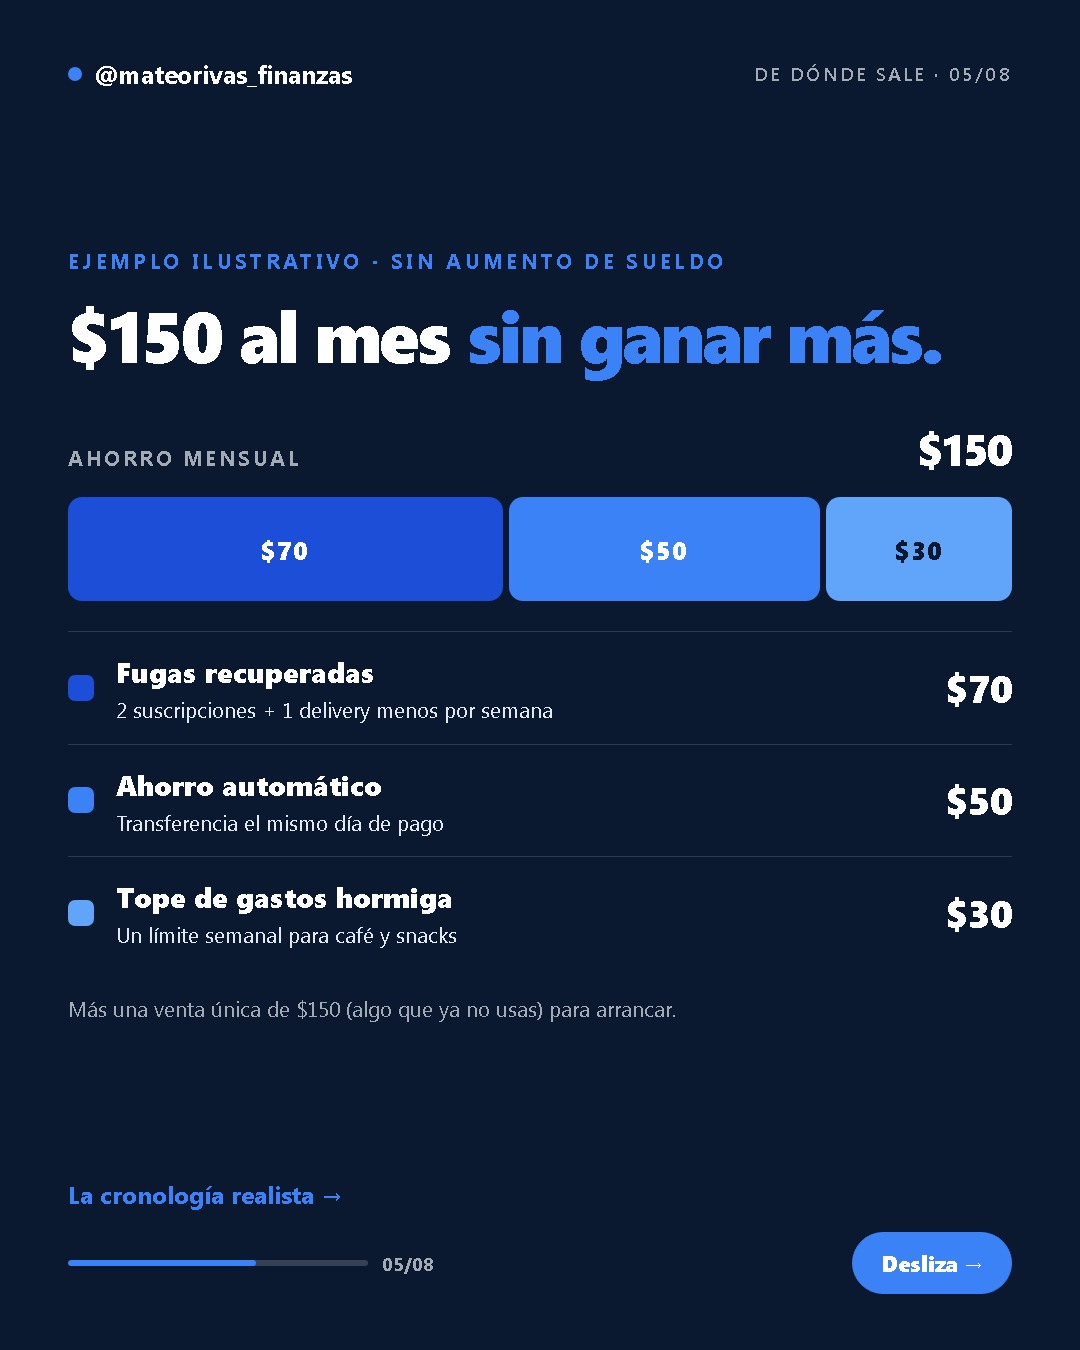 @mateorivas_finanzas
DE DÓNDE SALE · 05/08
EJEMPLO ILUSTRATIVO · SIN AUMENTO DE SUELDO
$150 al mes sin ganar más.
AHORRO MENSUAL
$150
$70
$50
$30
Fugas recuperadas
2 suscripciones + 1 delivery menos por semana
$70
Ahorro automático
Transferencia el mismo día de pago
$50
Tope de gastos hormiga
Un límite semanal para café y snacks
$30
Más una venta única de $150 (algo que ya no usas) para arrancar.
La cronología realista →
05/08
Desliza →